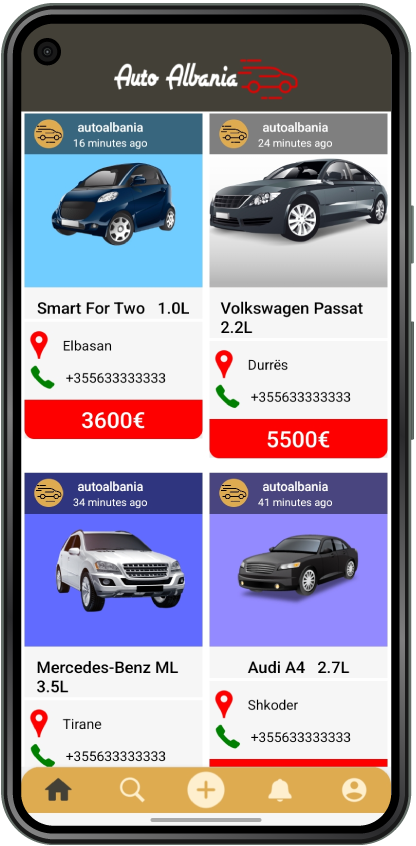 Auto Albania
autoalbania
16 minutes ago
Smart For Two 1.0L
Elbasan
+355633333333
3600€
autoalbania
24 minutes ago
Volkswagen Passat
2.2L
Durrës
+355633333333
5500€
autoalbania
34 minutes ago
Mercedes-Benz ML
3.5L
Tirane
+355633333333
autoalbania
41 minutes ago
Audi A4 2.7L
Shkoder
+355633333333